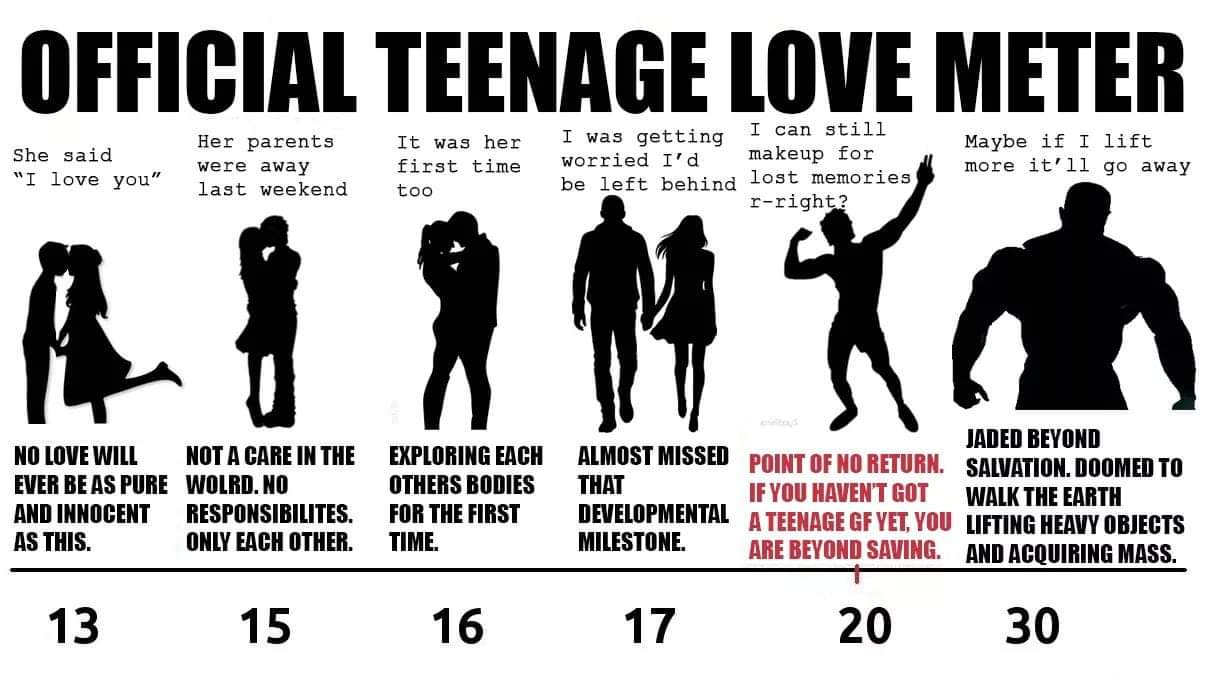 OFFICIAL TEENAGE LOVE METER
She said
"I love you"
Her parents
were away
last weekend
It was her
first time
too
I was getting
worried I'd
be left behind
I can still
makeup for
lost memories
r-right?
Maybe if I lift
more it'll go away
NO LOVE WILL
EVER BE AS PURE
AND INNOCENT
AS THIS.
NOT A CARE IN THE
WOLRD. NO
RESPONSIBILITES.
ONLY EACH OTHER.
EXPLORING EACH
OTHERS BODIES
FOR THE FIRST
TIME.
ALMOST MISSED
THAT
DEVELOPMENTAL
MILESTONE.
POINT OF NO RETURN.
IF YOU HAVEN'T GOT
A TEENAGE GF YET, YOU
ARE BEYOND SAVING.
JADED BEYOND
SALVATION. DOOMED TO
WALK THE EARTH
LIFTING HEAVY OBJECTS
AND ACQUIRING MASS.
13
15
16
17
20
30